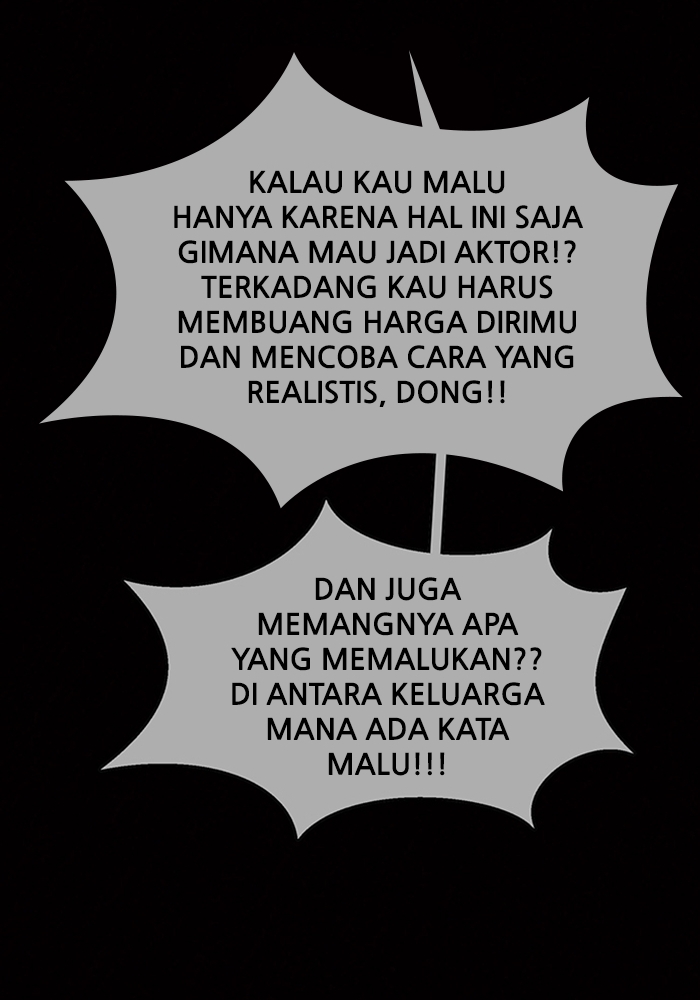 KALAU KAU MALU
HANYA KARENA HAL INI SAJA
GIMANA MAU JADI AKTOR!?
TERKADANG KAU HARUS
MEMBUANG HARGA DIRIMU
DAN MENCOBA CARA YANG
REALISTIS, DONG!!
DAN JUGA
MEMANGNYA APA
YANG MEMALUKAN??
DI ANTARA KELUARGA
MANA ADA KATA
MALU!!!